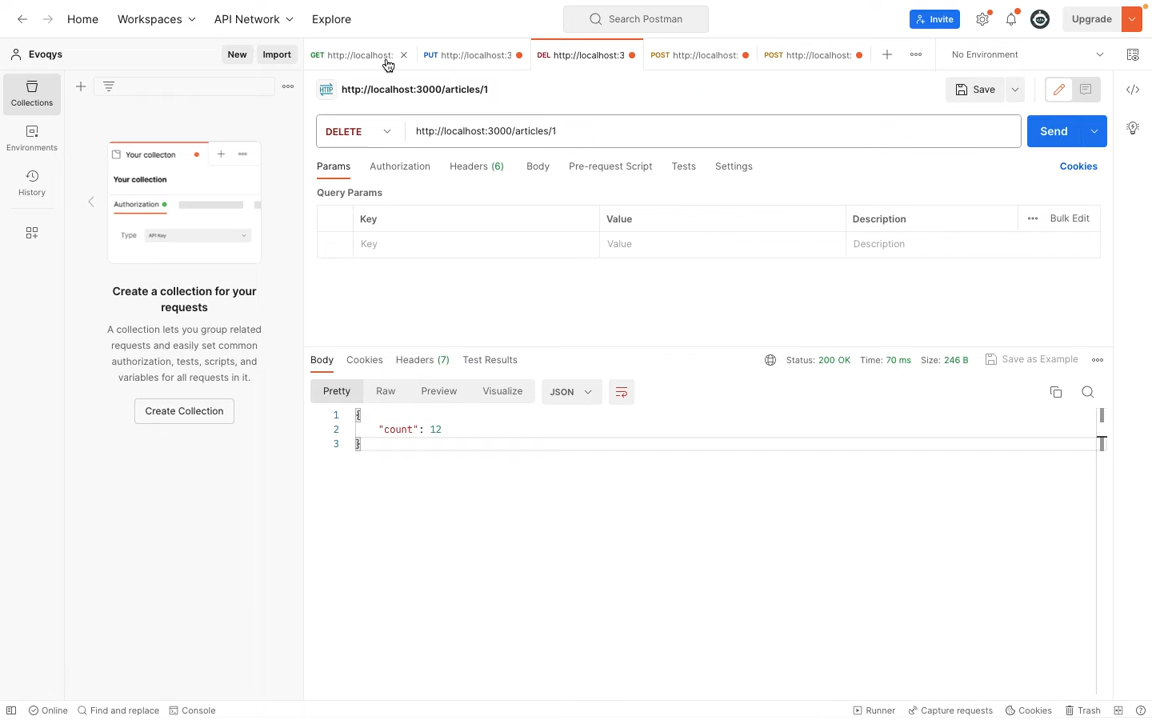 Home Workspaces API Network Explore Search Postman Invite Upgrade
Evoqys New Import GET http://localhost: PUT http://localhost:3 DEL http://localhost:3 POST http://localhost: POST http://localhost: No Environment
Collections
Environments
History
Your collecton
Your collection
Authorization
Type API Key
Create a collection for your
requests
A collection lets you group related
requests and easily set common
authorization, tests, scripts, and
variables for all requests in it.
Create Collection
HTTP http://localhost:3000/articles/1 Save
DELETE http://localhost:3000/articles/1 Send
Params Authorization Headers (6) Body Pre-request Script Tests Settings Cookies
Query Params
Key Value Description Bulk Edit
Key Value Description
Body Cookies Headers (7) Test Results Status: 200 OK Time: 70 ms Size: 246 B Save as Example
Pretty Raw Preview Visualize JSON
1 {
2 "count": 12
3 }
Online Find and replace Console Runner Capture requests Cookies Trash